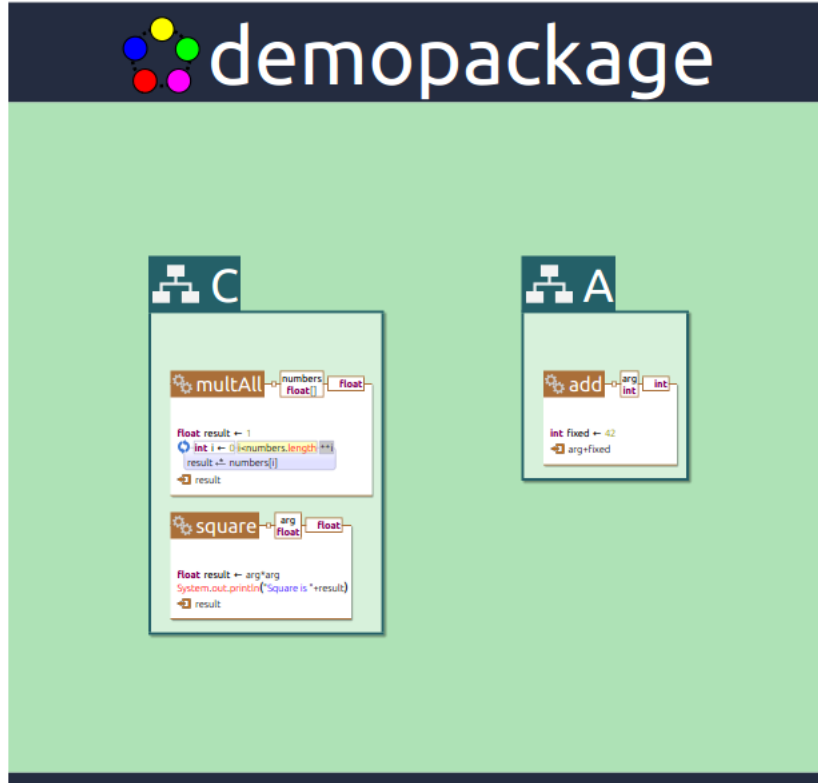 demopackage
C
multAll numbers float[] float
float result ← 1
int i ← 0 i<numbers.length ++i
result ←* numbers[i]
result
square arg float float
float result ← arg*arg
System.out.println("Square is "+result)
result
A
add arg int int
int fixed ← 42
arg+fixed